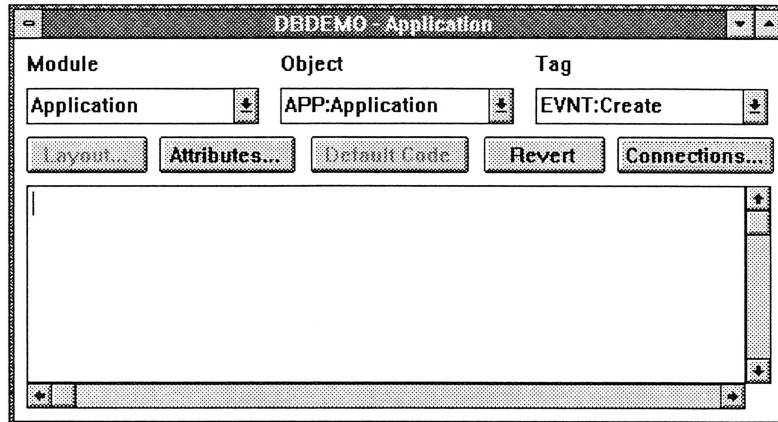 DBDEMO - Application
Module Object Tag
Application APP:Application EVNT:Create
Layout... Attributes... Default Code Revert Connections...